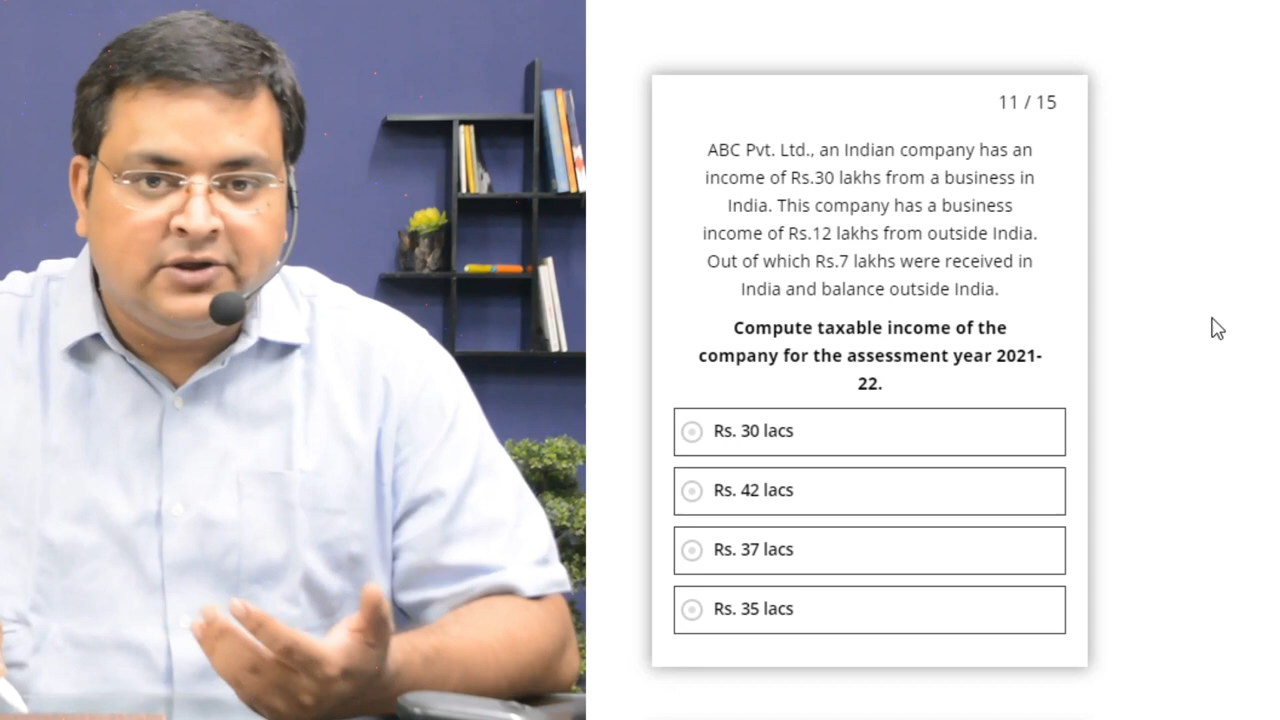 11 / 15
ABC Pvt. Ltd., an Indian company has an
income of Rs.30 lakhs from a business in
India. This company has a business
income of Rs.12 lakhs from outside India.
Out of which Rs.7 lakhs were received in
India and balance outside India.
Compute taxable income of the
company for the assessment year 2021-
22.
Rs. 30 lacs
Rs. 42 lacs
Rs. 37 lacs
Rs. 35 lacs